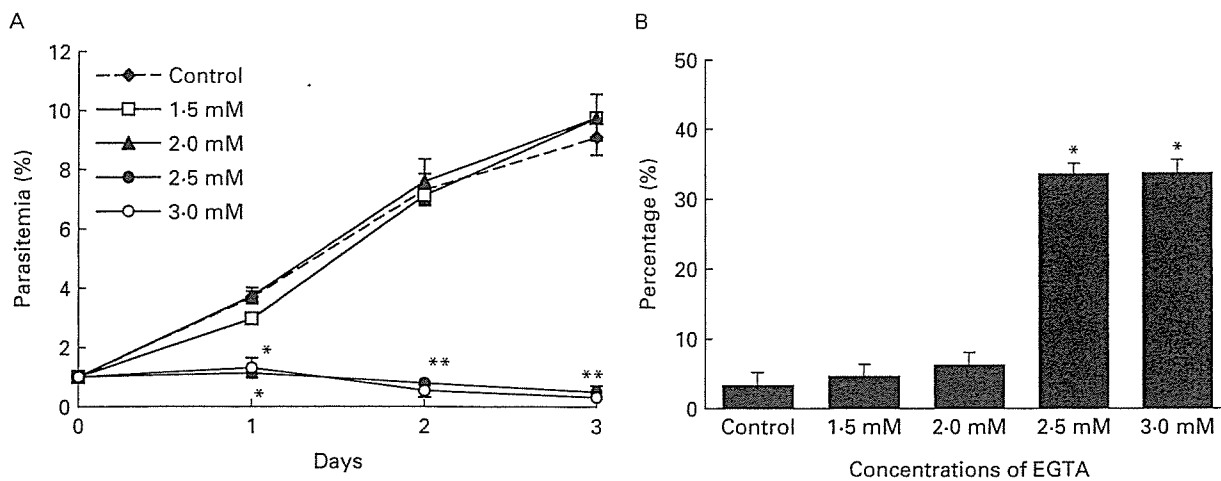 A
Parasitemia (%)
12
10
8
6
4
2
0
Control
1·5 mM
2·0 mM
2·5 mM
3·0 mM
*
*
**
**
0 1 2 3
Days
B
Percentage (%)
50
40
30
20
10
0
*
*
Control 1·5 mM 2·0 mM 2·5 mM 3·0 mM
Concentrations of EGTA